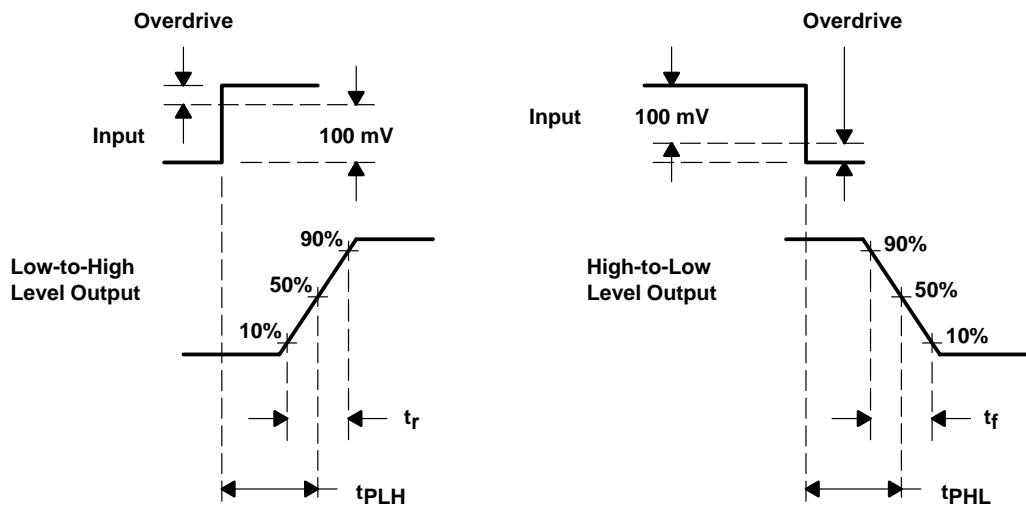 Overdrive
Input
100 mV
Low-to-High
Level Output
90%
50%
10%
tr
tPLH
Overdrive
Input
100 mV
High-to-Low
Level Output
90%
50%
10%
tf
tPHL